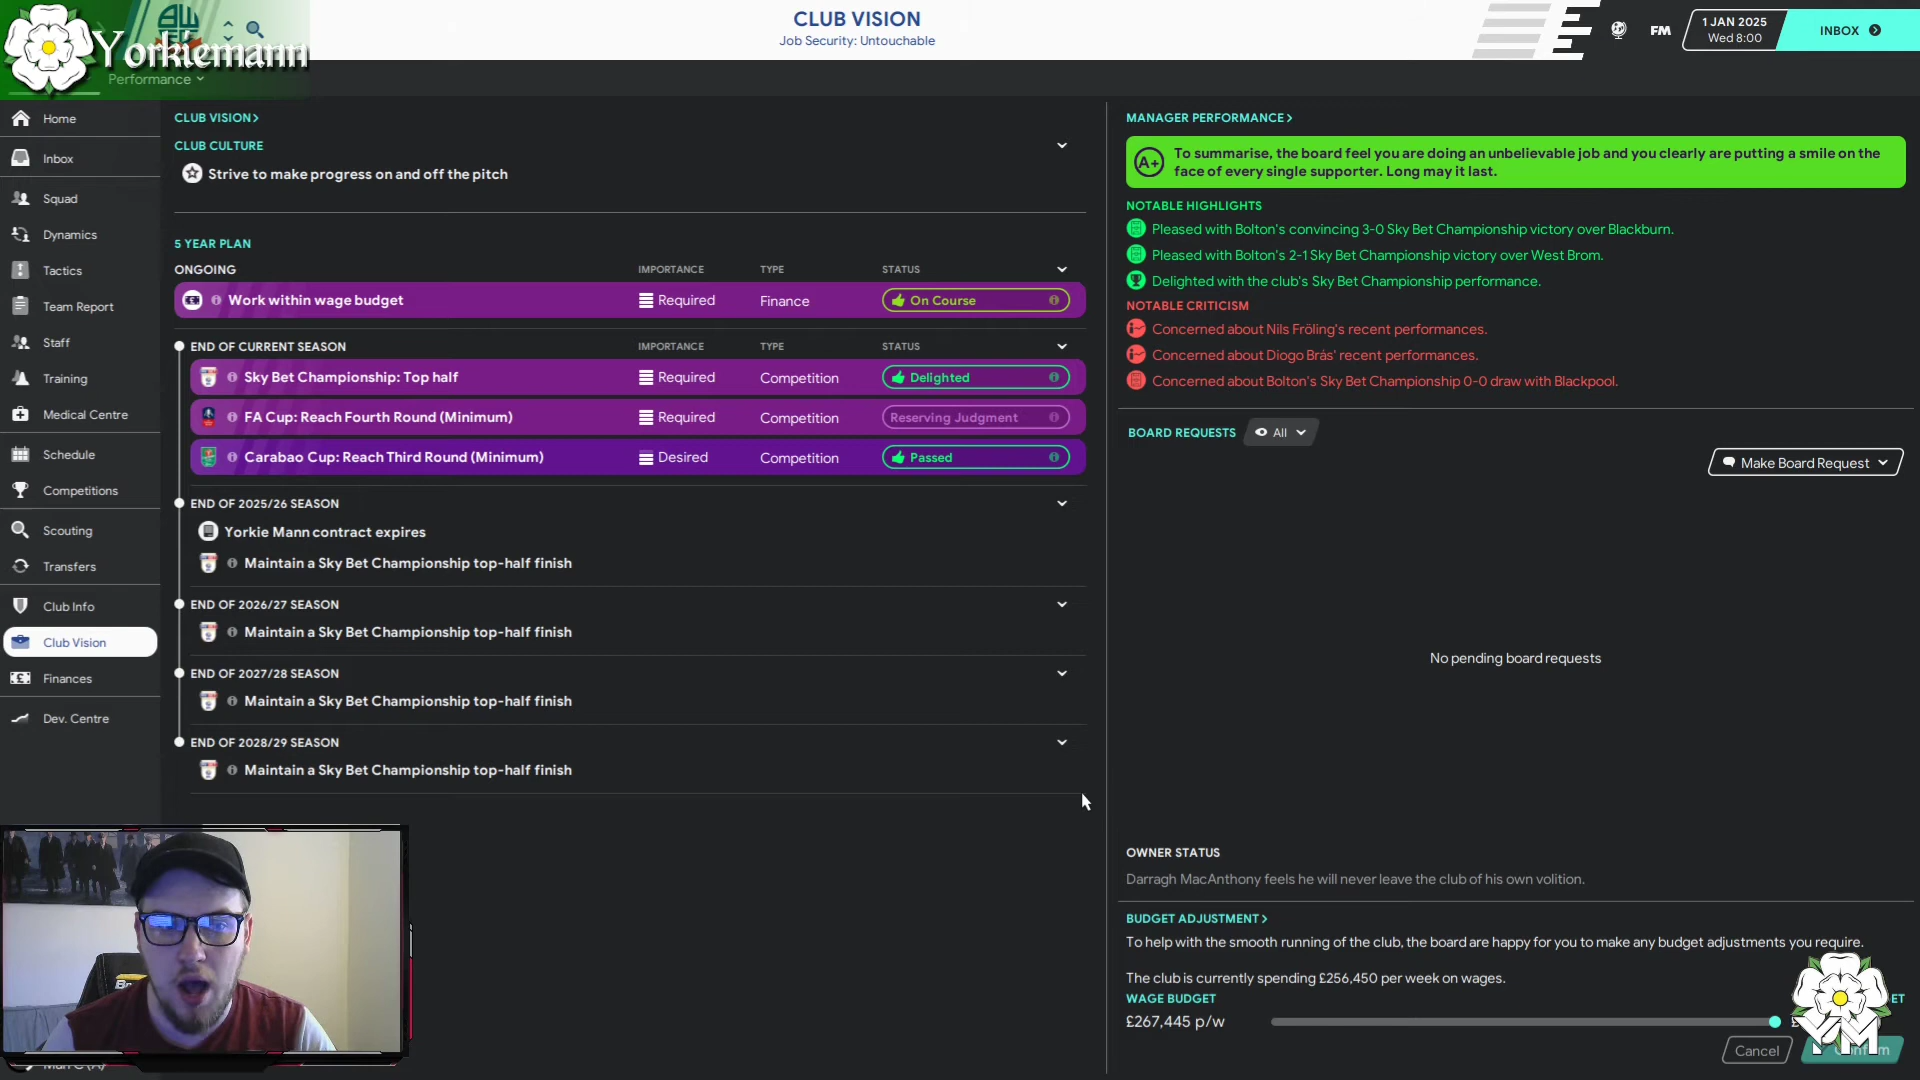 Yorkiemann
Performance
CLUB VISION
Job Security: Untouchable
FM
1 JAN 2025
Wed 8:00
INBOX
Home
Inbox
Squad
Dynamics
Tactics
Team Report
Staff
Training
Medical Centre
Schedule
Competitions
Scouting
Transfers
Club Info
Club Vision
Finances
Dev. Centre
CLUB VISION
CLUB CULTURE
Strive to make progress on and off the pitch
5 YEAR PLAN
ONGOING IMPORTANCE TYPE STATUS
Work within wage budget Required Finance On Course
END OF CURRENT SEASON IMPORTANCE TYPE STATUS
Sky Bet Championship: Top half Required Competition Delighted
FA Cup: Reach Fourth Round (Minimum) Required Competition Reserving Judgment
Carabao Cup: Reach Third Round (Minimum) Desired Competition Passed
END OF 2025/26 SEASON
Yorkie Mann contract expires
Maintain a Sky Bet Championship top-half finish
END OF 2026/27 SEASON
Maintain a Sky Bet Championship top-half finish
END OF 2027/28 SEASON
Maintain a Sky Bet Championship top-half finish
END OF 2028/29 SEASON
Maintain a Sky Bet Championship top-half finish
MANAGER PERFORMANCE
A+
To summarise, the board feel you are doing an unbelievable job and you clearly are putting a smile on the
face of every single supporter. Long may it last.
NOTABLE HIGHLIGHTS
Pleased with Bolton's convincing 3-0 Sky Bet Championship victory over Blackburn.
Pleased with Bolton's 2-1 Sky Bet Championship victory over West Brom.
Delighted with the club's Sky Bet Championship performance.
NOTABLE CRITICISM
Concerned about Nils Fröling's recent performances.
Concerned about Diogo Brás' recent performances.
Concerned about Bolton's Sky Bet Championship 0-0 draw with Blackpool.
BOARD REQUESTS All
Make Board Request
No pending board requests
OWNER STATUS
Darragh MacAnthony feels he will never leave the club of his own volition.
BUDGET ADJUSTMENT
To help with the smooth running of the club, the board are happy for you to make any budget adjustments you require.
The club is currently spending £256,450 per week on wages.
WAGE BUDGET
£267,445 p/w
YM
Cancel